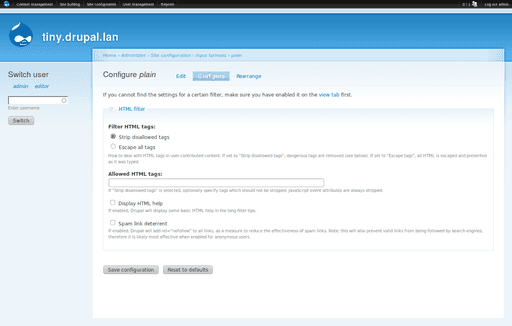 Content management Site building Site configuration User management Reports
Log out admin
tiny.drupal.lan
Home › Administer › Site configuration › Input formats › plain
Switch user
admin editor
Enter username.
Switch
Configure plain
Edit Configure Rearrange
If you cannot find the settings for a certain filter, make sure you have enabled it on the view tab first.
HTML filter
Filter HTML tags:
Strip disallowed tags
Escape all tags
How to deal with HTML tags in user-contributed content. If set to "Strip disallowed tags", dangerous tags are removed (see below). If set to "Escape tags", all HTML is escaped and presented
as it was typed.
Allowed HTML tags:
If "Strip disallowed tags" is selected, optionally specify tags which should not be stripped. JavaScript event attributes are always stripped.
Display HTML help
If enabled, Drupal will display some basic HTML help in the long filter tips.
Spam link deterrent
If enabled, Drupal will add rel="nofollow" to all links, as a measure to reduce the effectiveness of spam links. Note: this will also prevent valid links from being followed by search engines,
therefore it is likely most effective when enabled for anonymous users.
Save configuration Reset to defaults